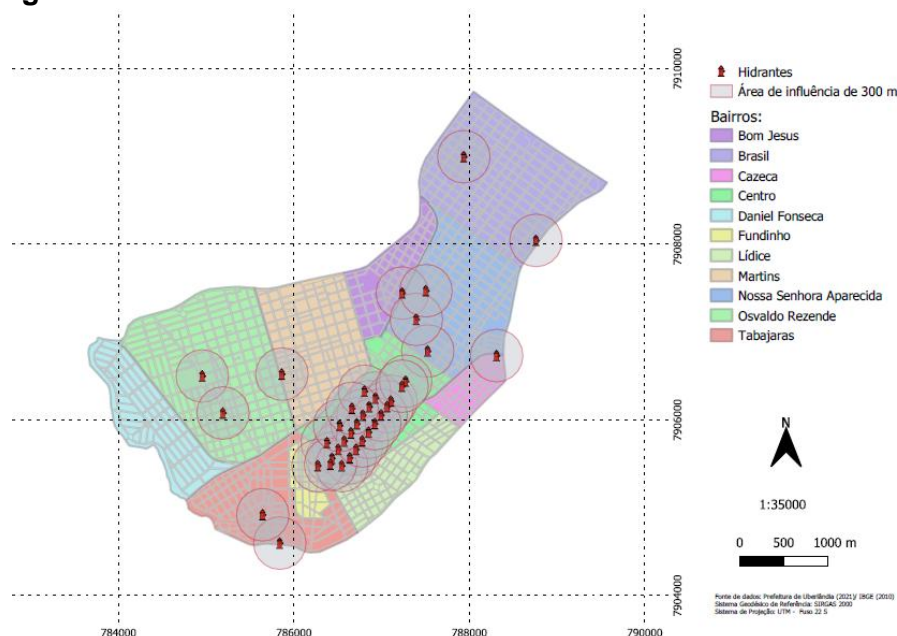 g
7910000
7908000
7906000
7904000
784000
786000
788000
790000
Hidrantes
Área de influência de 300 m
Bairros:
Bom Jesus
Brasil
Cazeca
Centro
Daniel Fonseca
Fundinho
Lídice
Martins
Nossa Senhora Aparecida
Osvaldo Rezende
Tabajaras
N
1:35000
0 500 1000 m
Fonte de dados: Prefeitura de Uberlândia (2021)/ IBGE (2010)
Sistema Geodésico de Referência: SIRGAS 2000
Sistema de Projeção: UTM - Fuso 22 S